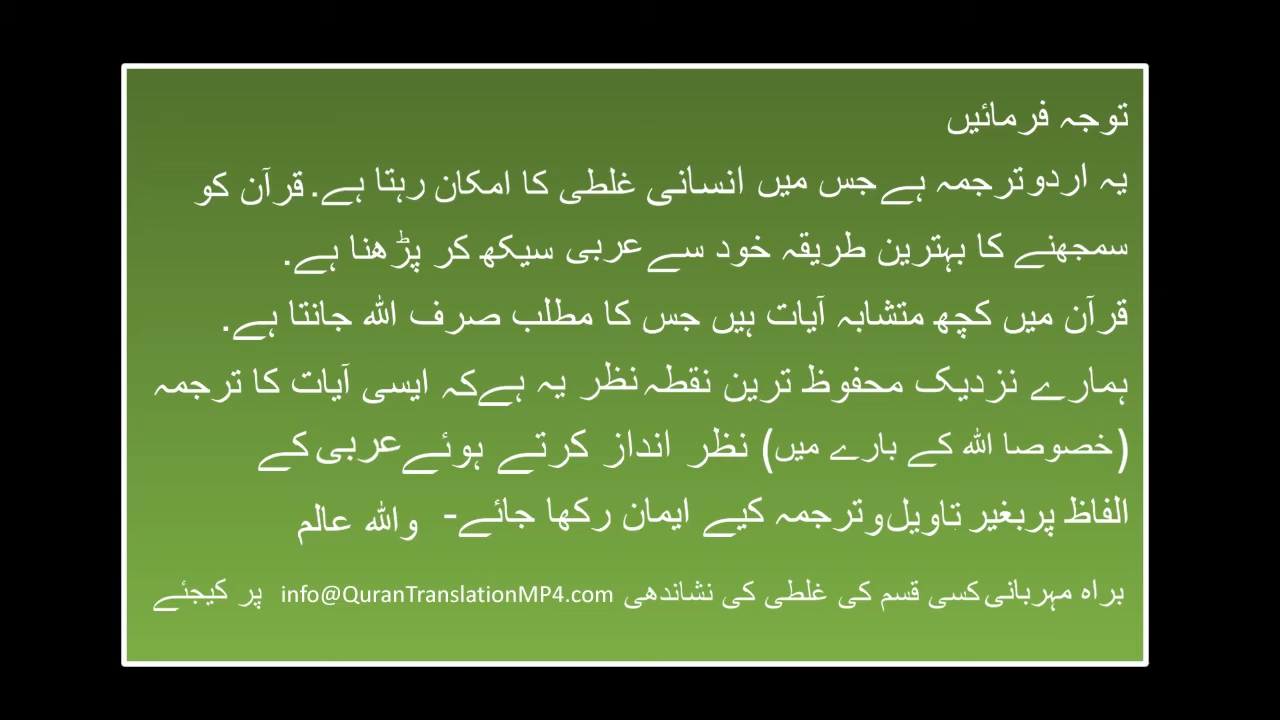 توجہ فرمائیں
یہ اردو ترجمہ ہے جس میں انسانی غلطی کا امکان رہتا ہے. قرآن کو
سمجھنے کا بہترین طریقہ خود سے عربی سیکھ کر پڑھنا ہے.
قرآن میں کچھ متشابہ آیات ہیں جس کا مطلب صرف اللہ جانتا ہے.
ہمارے نزدیک محفوظ ترین نقطہ نظر یہ ہے کہ ایسی آیات کا ترجمہ
(خصوصا اللہ کے بارے میں) نظر انداز کرتے ہوئے عربی کے
الفاظ پر بغیر تاویل و ترجمہ کیے ایمان رکھا جائے- واللہ عالم
براہ مہربانی کسی قسم کی غلطی کی نشاندھی info@QuranTranslationMP4.com پر کیجئے